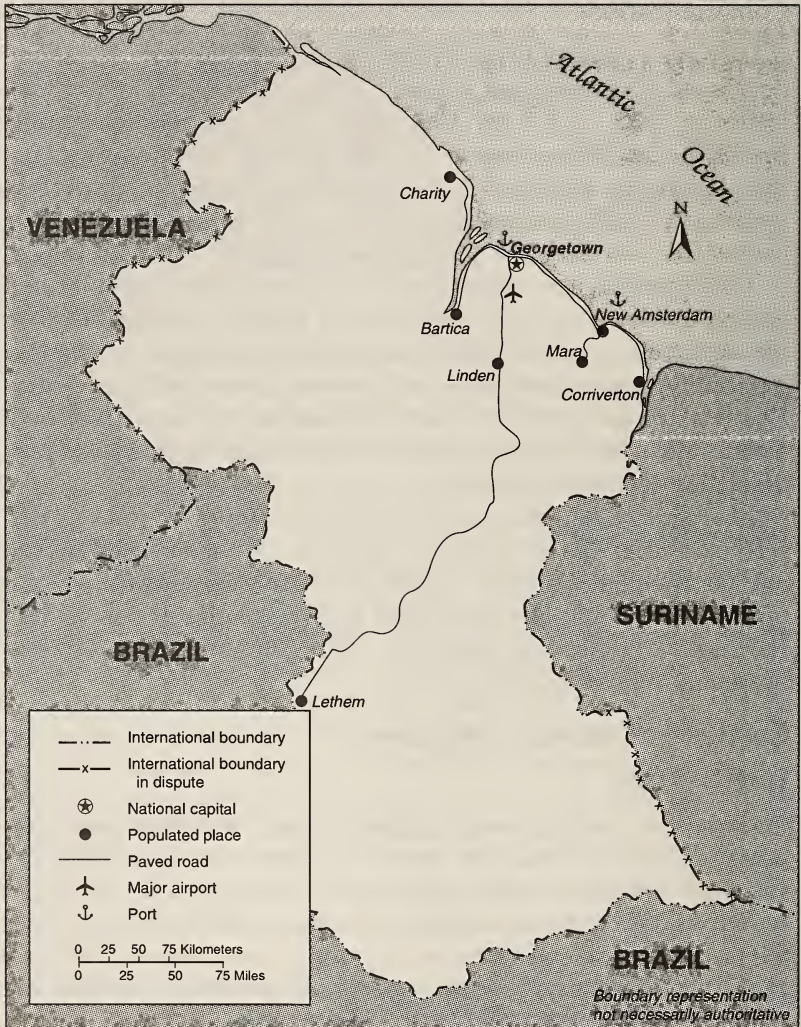 Atlantic
Ocean
N
Charity
VENEZUELA
Georgetown
New Amsterdam
Bartica
Mara
Linden
Corriverton
SURINAME
BRAZIL
Lethem
International boundary
International boundary
in dispute
National capital
Populated place
Paved road
Major airport
Port
0 25 50 75 Kilometers
0 25 50 75 Miles
BRAZIL
Boundary representation
not necessarily authoritative